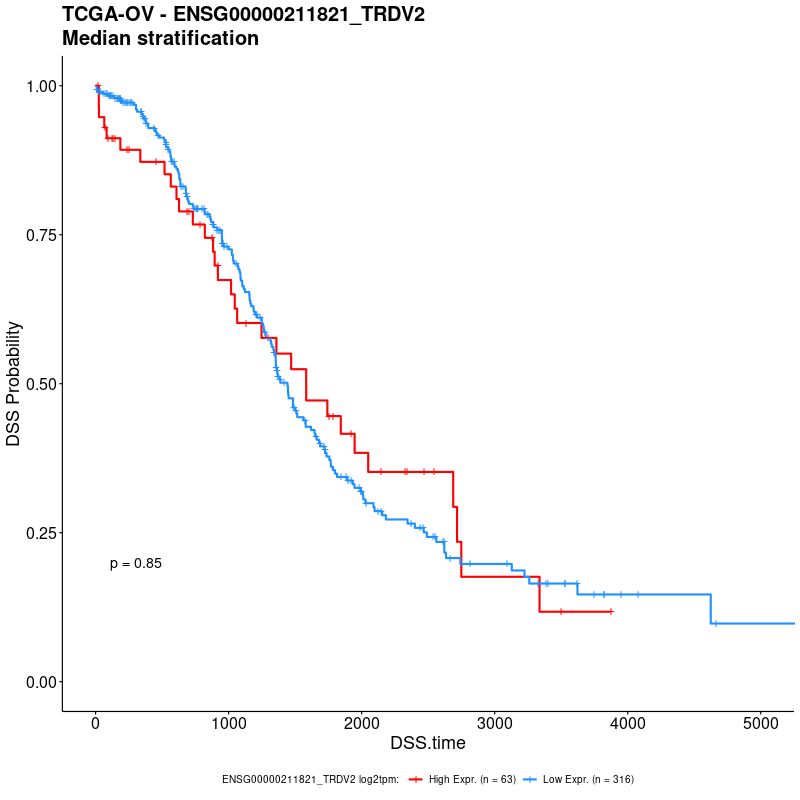 TCGA-OV - ENSG00000211821_TRDV2
Median stratification
1.00
0.75
0.50
0.25
0.00
DSS Probability
p = 0.85
0 1000 2000 3000 4000 5000
DSS.time
ENSG00000211821_TRDV2 log2tpm: High Expr. (n = 63) Low Expr. (n = 316)